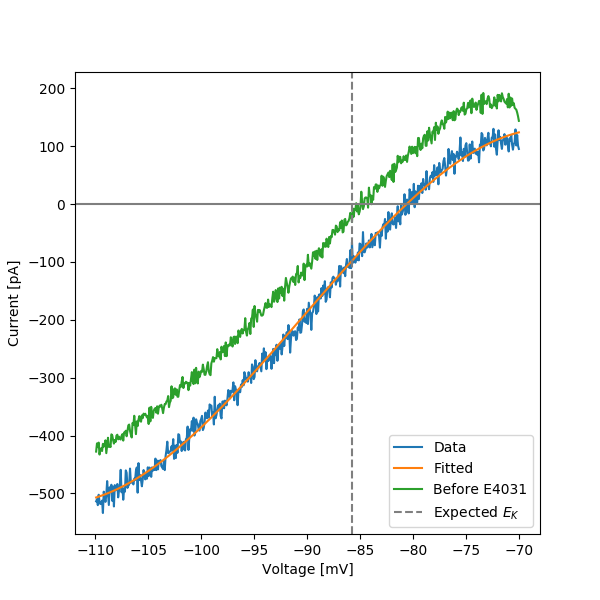 200
100
0
−100
−200
−300
−400
−500
Current [pA]
−110 −105 −100 −95 −90 −85 −80 −75 −70
Voltage [mV]
Data
Fitted
Before E4031
Expected $E_K$